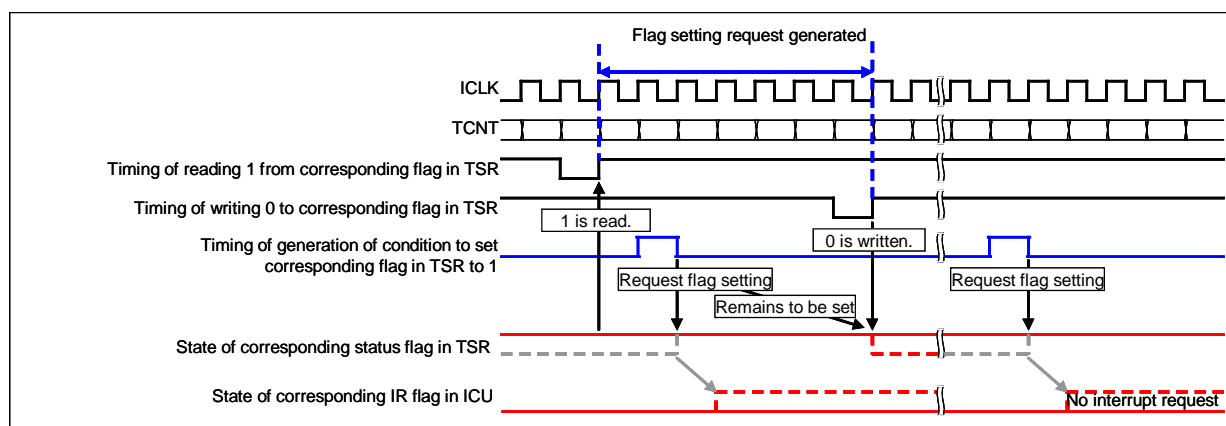 Flag setting request generated
ICLK
TCNT
Timing of reading 1 from corresponding flag in TSR
Timing of writing 0 to corresponding flag in TSR
1 is read.
0 is written.
Timing of generation of condition to set
corresponding flag in TSR to 1
Request flag setting
Request flag setting
Remains to be set
State of corresponding status flag in TSR
State of corresponding IR flag in ICU
No interrupt request